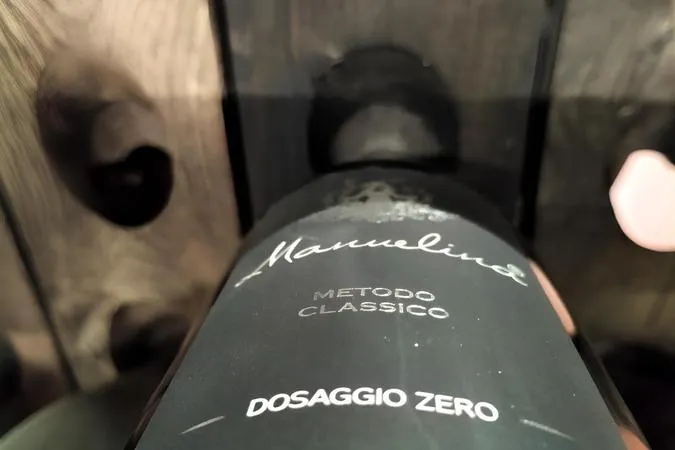 Manuelina
METODO
CLASSICO
DOSAGGIO ZERO